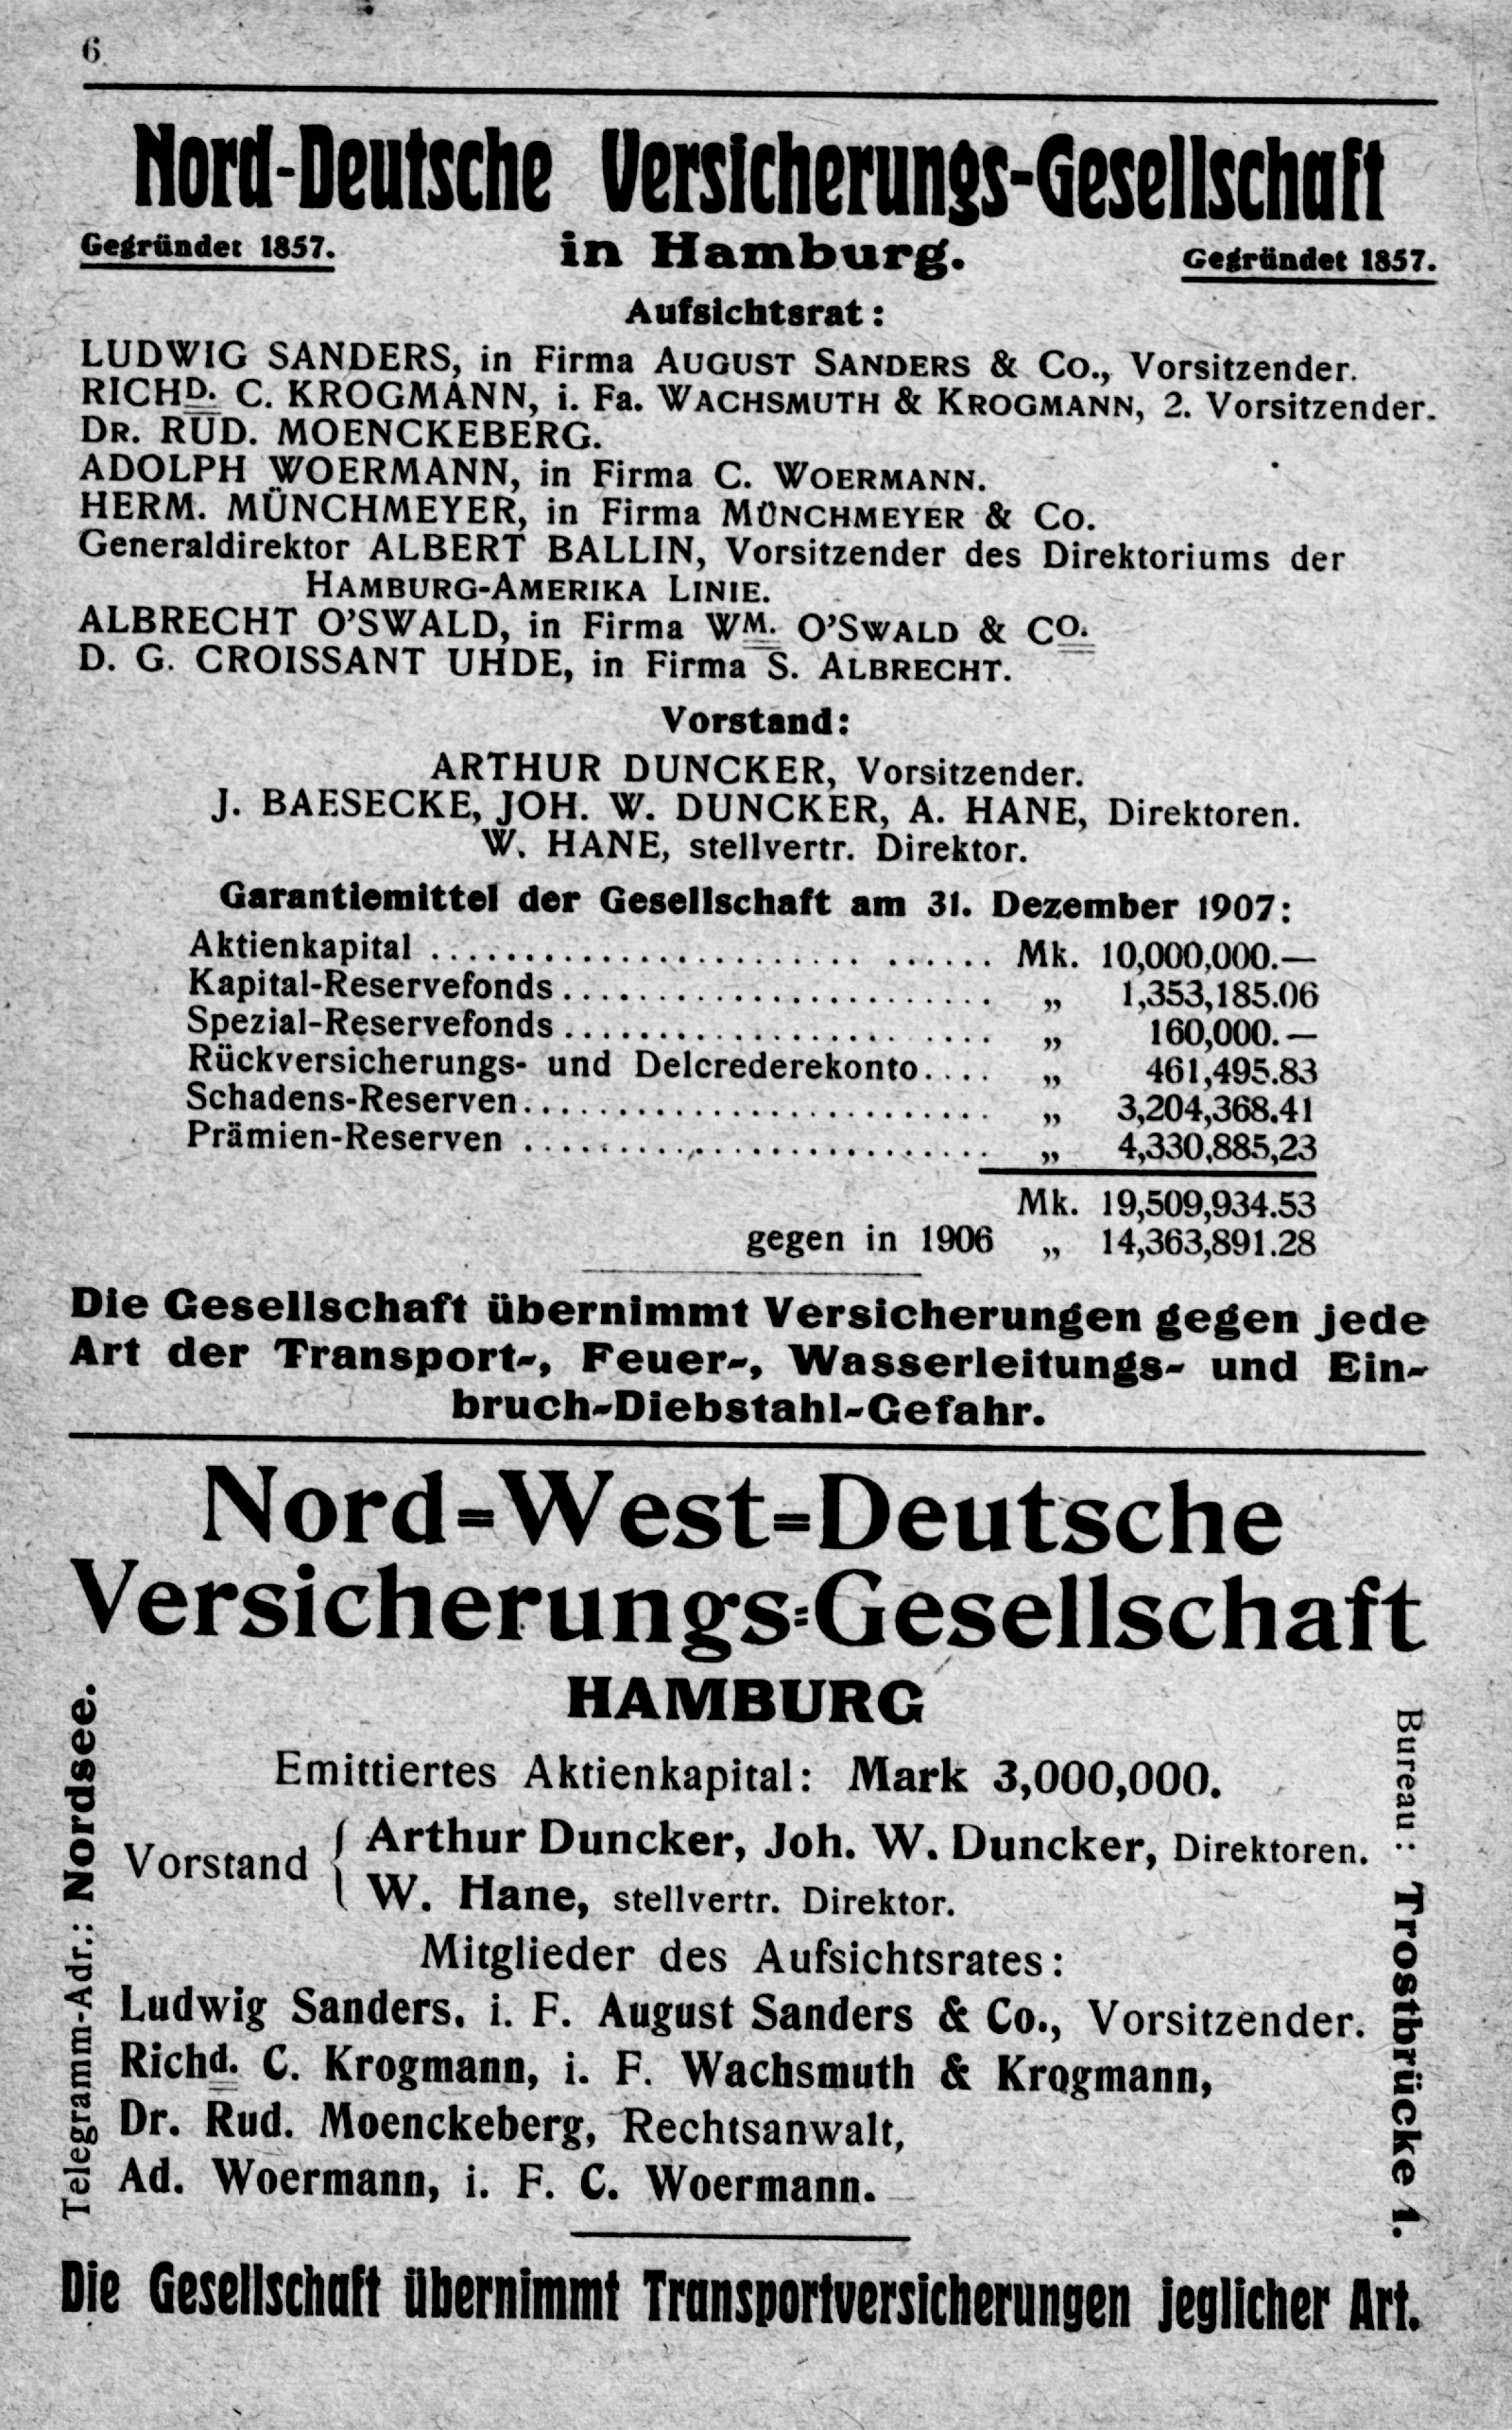 6
Nord-Deutsche Versicherungs-Gesellschaft
Gegründet 1857. in Hamburg. Gegründet 1857.
Aufsichtsrat:
LUDWIG SANDERS, in Firma AUGUST SANDERS & Co., Vorsitzender.
RICHD. C. KROGMANN, i. Fa. WACHSMUTH & KROGMANN, 2. Vorsitzender.
DR. RUD. MOENCKEBERG.
ADOLPH WOERMANN, in Firma C. WOERMANN.
HERM. MÜNCHMEYER, in Firma MÜNCHMEYER & Co.
Generaldirektor ALBERT BALLIN, Vorsitzender des Direktoriums der
HAMBURG-AMERIKA LINIE.
ALBRECHT O'SWALD, in Firma WM. O'SWALD & CO.
D. G. CROISSANT UHDE, in Firma S. ALBRECHT.
Vorstand:
ARTHUR DUNCKER, Vorsitzender.
J. BAESECKE, JOH. W. DUNCKER, A. HANE, Direktoren.
W. HANE, stellvertr. Direktor.
Garantiemittel der Gesellschaft am 31. Dezember 1907:
Aktienkapital .............................. Mk. 10,000,000.—
Kapital-Reservefonds........................ „ 1,353,185.06
Spezial-Reservefonds........................ „ 160,000.—
Rückversicherungs- und Delcrederekonto.... „ 461,495.83
Schadens-Reserven.......................... „ 3,204,368.41
Prämien-Reserven .......................... „ 4,330,885,23
Mk. 19,509,934.53
gegen in 1906 „ 14,363,891.28
Die Gesellschaft übernimmt Versicherungen gegen jede
Art der Transport-, Feuer-, Wasserleitungs- und Ein-
bruch-Diebstahl-Gefahr.
Nord-West-Deutsche
Versicherungs-Gesellschaft
HAMBURG
Emittiertes Aktienkapital: Mark 3,000,000.
Vorstand { Arthur Duncker, Joh. W. Duncker, Direktoren.
W. Hane, stellvertr. Direktor.
Mitglieder des Aufsichtsrates:
Ludwig Sanders, i. F. August Sanders & Co., Vorsitzender.
Richd. C. Krogmann, i. F. Wachsmuth & Krogmann,
Dr. Rud. Moenckeberg, Rechtsanwalt,
Ad. Woermann, i. F. C. Woermann.
Telegramm-Adr.: Nordsee.
Bureau: Trostbrücke 1.
Die Gesellschaft übernimmt Transportversicherungen jeglicher Art.